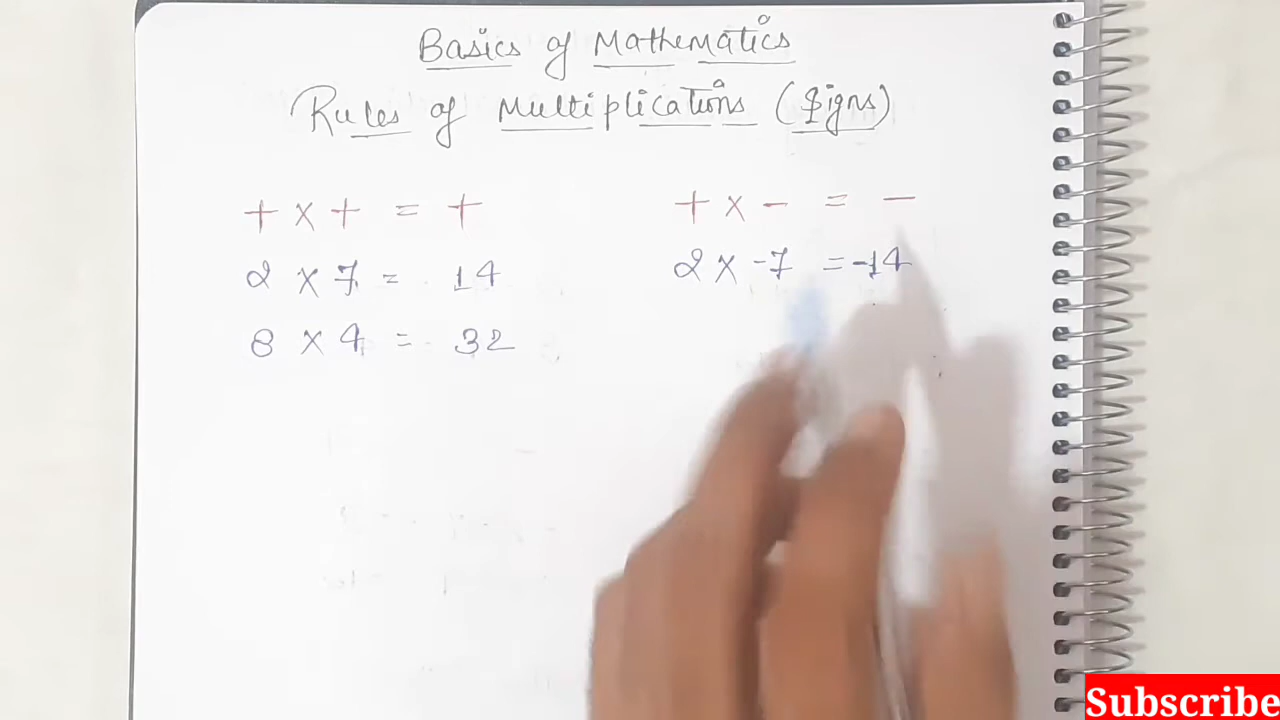 Basics of Mathematics
Rules of Multiplications (Signs)
+ x + = +
2 x 7 = 14
8 x 4 = 32
+ x - = -
2 x -7 = -14
Subscribe